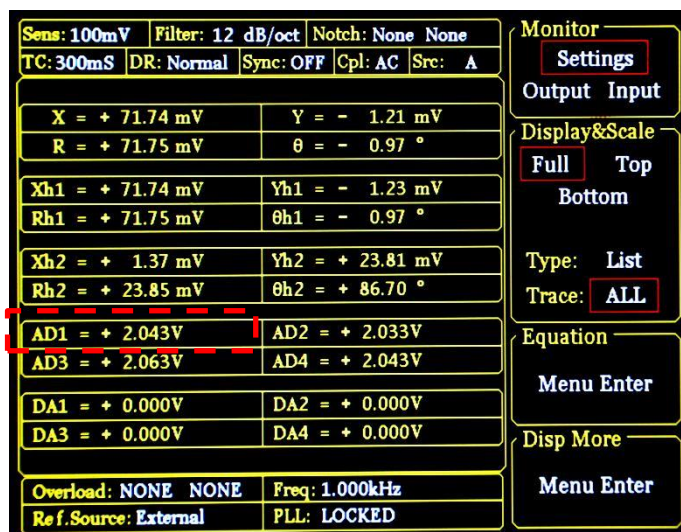 Sens: 100mV Filter: 12 dB/oct Notch: None None
TC: 300mS DR: Normal Sync: OFF Cpl: AC Src: A
X = + 71.74 mV Y = - 1.21 mV
R = + 71.75 mV θ = - 0.97 °
Xh1 = + 71.74 mV Yh1 = - 1.23 mV
Rh1 = + 71.75 mV θh1 = - 0.97 °
Xh2 = + 1.37 mV Yh2 = + 23.81 mV
Rh2 = + 23.85 mV θh2 = + 86.70 °
AD1 = + 2.043V AD2 = + 2.033V
AD3 = + 2.063V AD4 = + 2.043V
DA1 = + 0.000V DA2 = + 0.000V
DA3 = + 0.000V DA4 = + 0.000V
Overload: NONE NONE Freq: 1.000kHz
Ref.Source: External PLL: LOCKED
Monitor
Settings
Output Input
Display&Scale
Full Top
Bottom
Type: List
Trace: ALL
Equation
Menu Enter
Disp More
Menu Enter